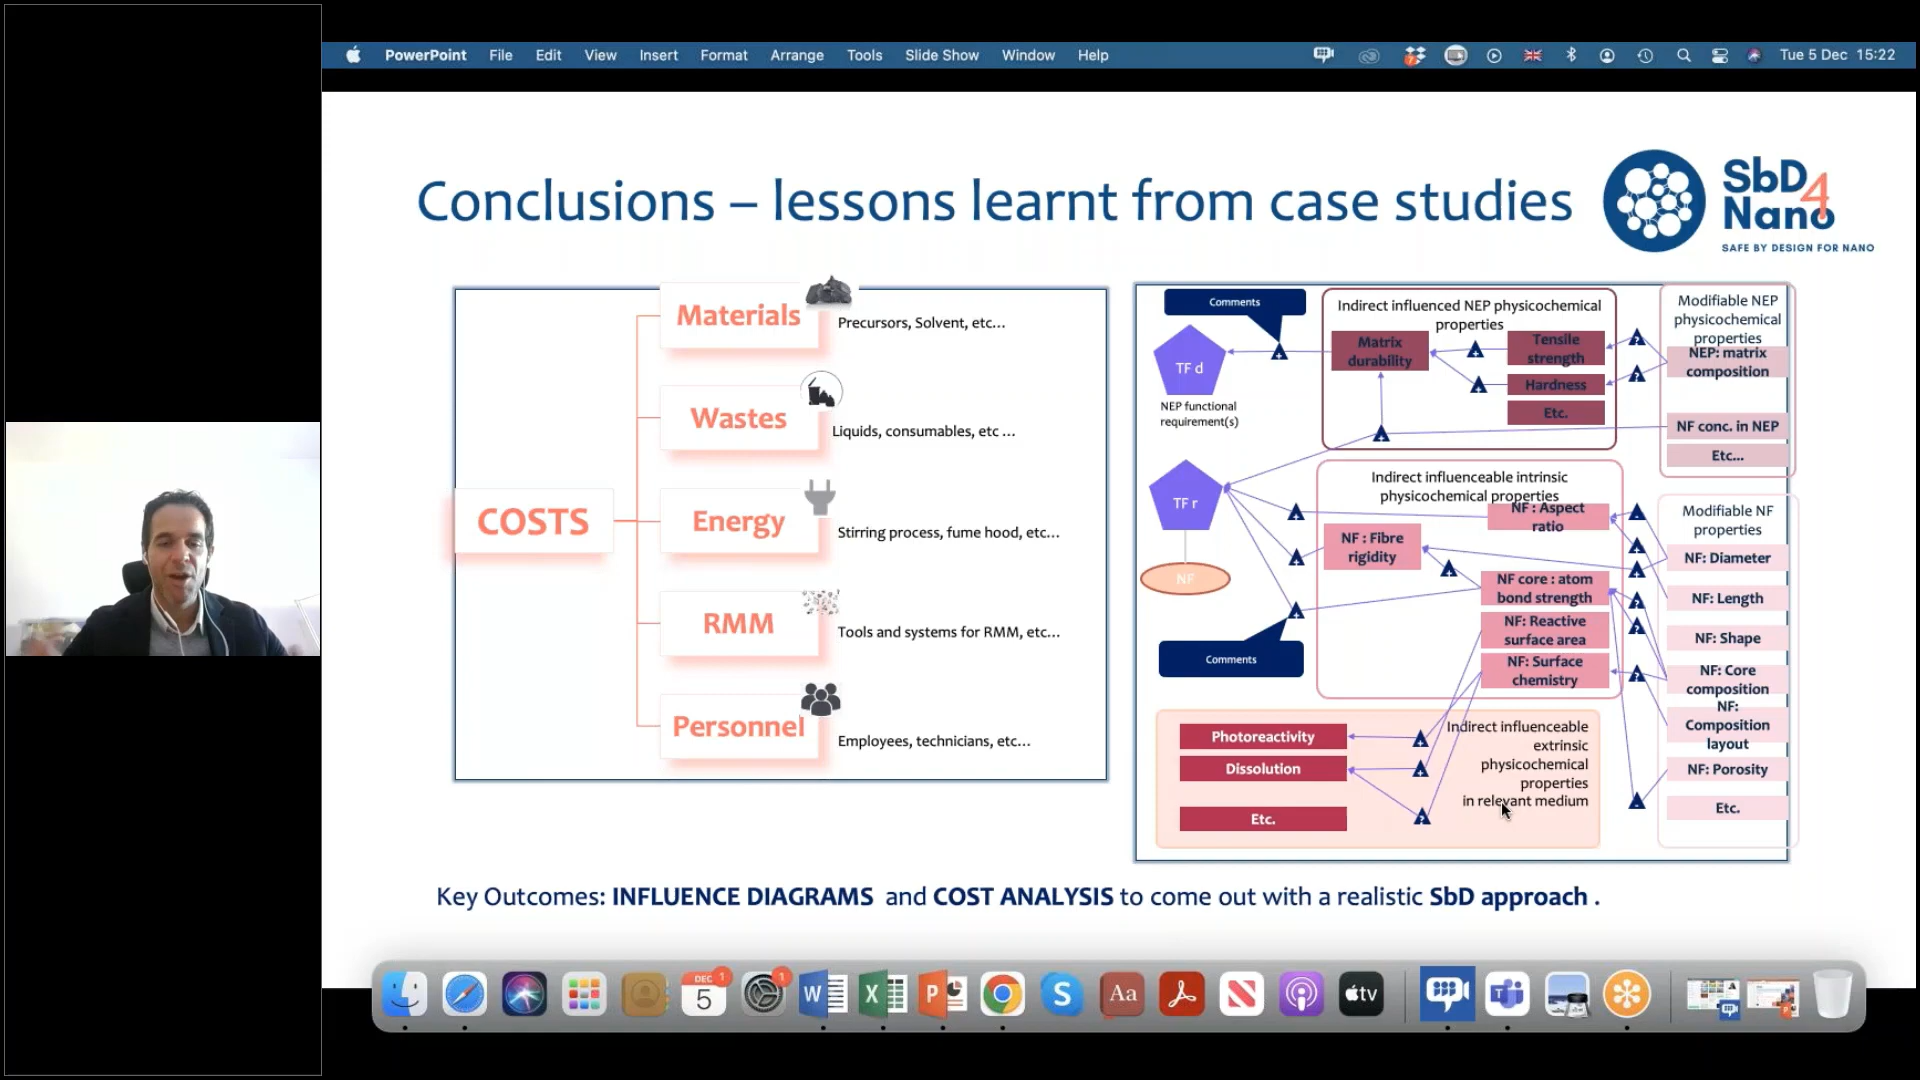 PowerPoint File Edit View Insert Format Arrange Tools Slide Show Window Help Tue 5 Dec 15:22
Conclusions – lessons learnt from case studies
SbD4
Nano
SAFE BY DESIGN FOR NANO
COSTS
Materials
Precursors, Solvent, etc...
Wastes
Liquids, consumables, etc ...
Energy
Stirring process, fume hood, etc...
RMM
Tools and systems for RMM, etc...
Personnel
Employees, technicians, etc...
Comments
TF d
NEP functional
requirement(s)
TF r
NF
Comments
Indirect influenced NEP physicochemical
properties
Matrix
durability
Tensile
strength
Hardness
Etc.
Modifiable NEP
physicochemical
properties
NEP: matrix
composition
NF conc. in NEP
Etc...
Indirect influenceable intrinsic
physicochemical properties
NF : Aspect
ratio
NF : Fibre
rigidity
NF core : atom
bond strength
NF: Reactive
surface area
NF: Surface
chemistry
Modifiable NF
properties
NF: Diameter
NF: Length
NF: Shape
NF: Core
composition
NF:
Composition
layout
NF: Porosity
Etc.
Photoreactivity
Dissolution
Etc.
Indirect influenceable
extrinsic
physicochemical
properties
in relevant medium
Key Outcomes: INFLUENCE DIAGRAMS and COST ANALYSIS to come out with a realistic SbD approach .
DEC
5
1
1
W
X
P
S
Aa
tv
T